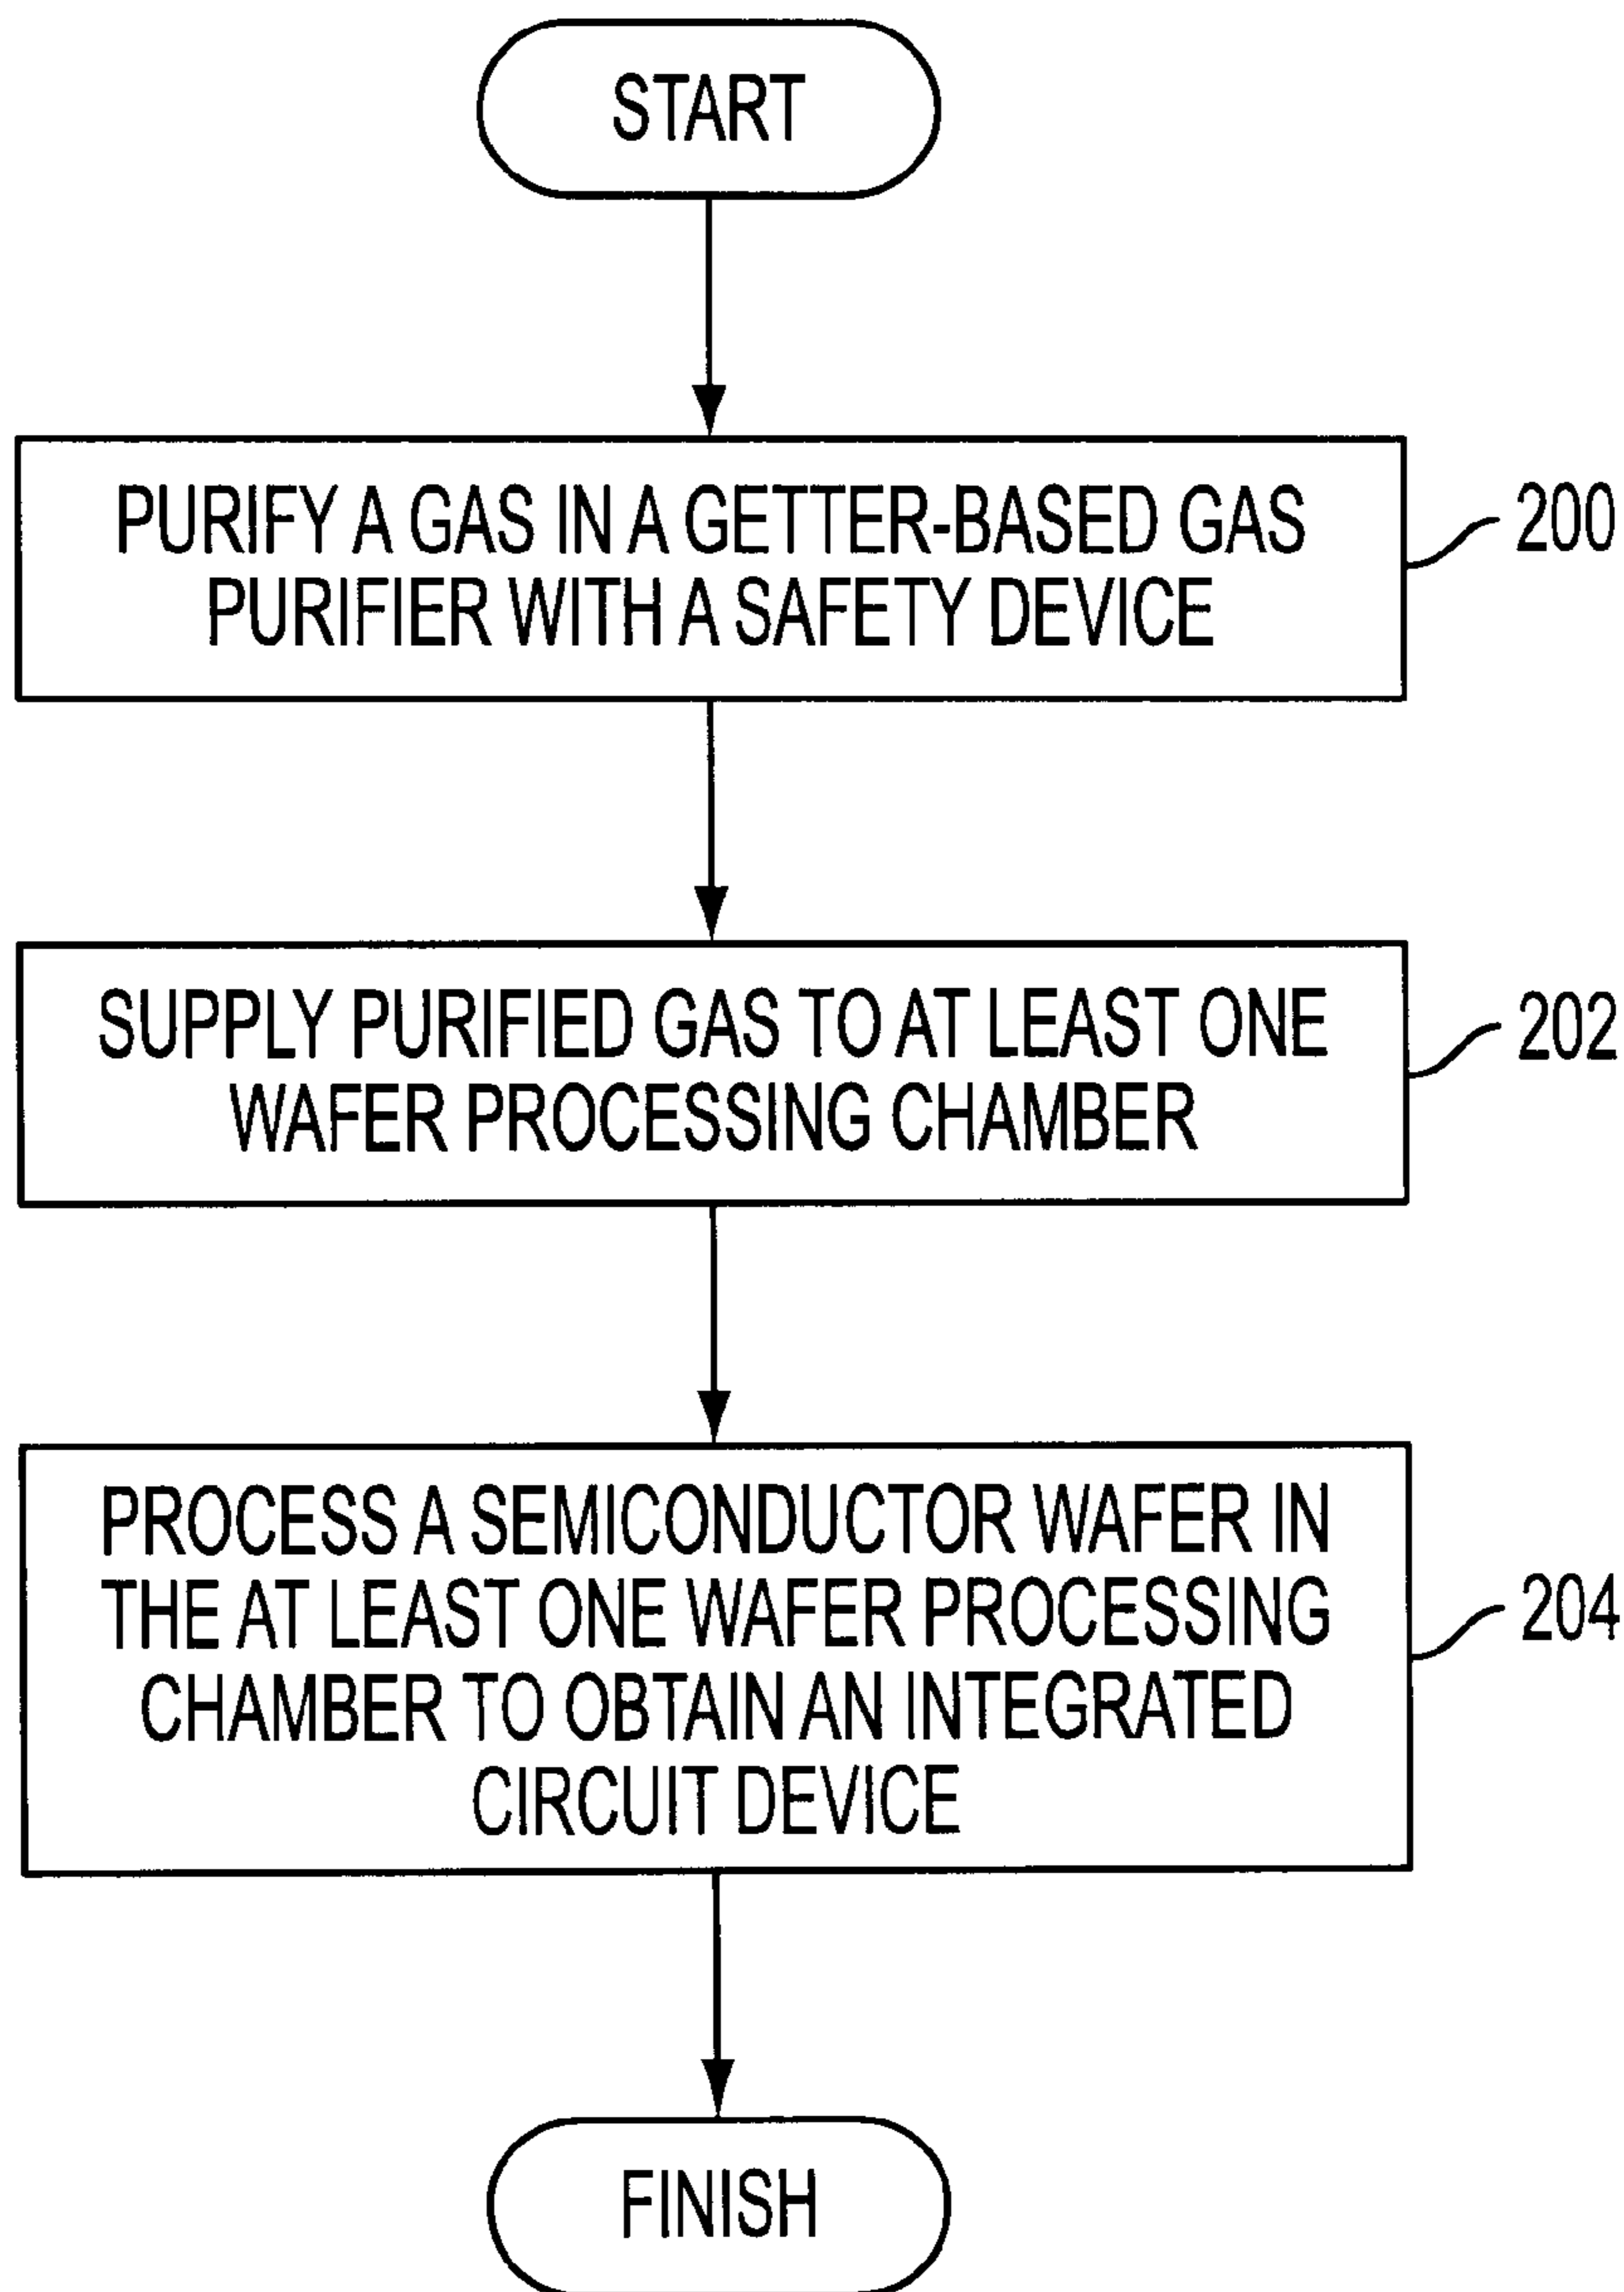 START
PURIFY A GAS IN A GETTER-BASED GAS
PURIFIER WITH A SAFETY DEVICE
200
SUPPLY PURIFIED GAS TO AT LEAST ONE
WAFER PROCESSING CHAMBER
202
PROCESS A SEMICONDUCTOR WAFER IN
THE AT LEAST ONE WAFER PROCESSING
CHAMBER TO OBTAIN AN INTEGRATED
CIRCUIT DEVICE
204
FINISH